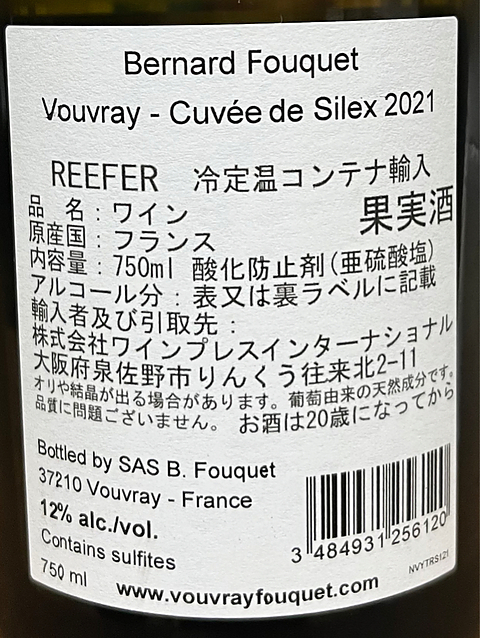 Bernard Fouquet
Vouvray - Cuvée de Silex 2021
REEFER 冷定温コンテナ輸入
品 名：ワイン
果実酒
原産国：フランス
内容量：750ml 酸化防止剤(亜硫酸塩)
アルコール分：表又は裏ラベルに記載
輸入者及び引取先：
株式会社ワインプレスインターナショナル
大阪府泉佐野市りんくう往来北2-11
オリや結晶が出る場合があります。葡萄由来の天然成分です。
品質に問題ございません。 お酒は20歳になってから
Bottled by SAS B. Fouquet
37210 Vouvray - France
12% alc./vol.
Contains sulfites
750 ml
3 484931 256120
NVYTRS121
www.vouvrayfouquet.com